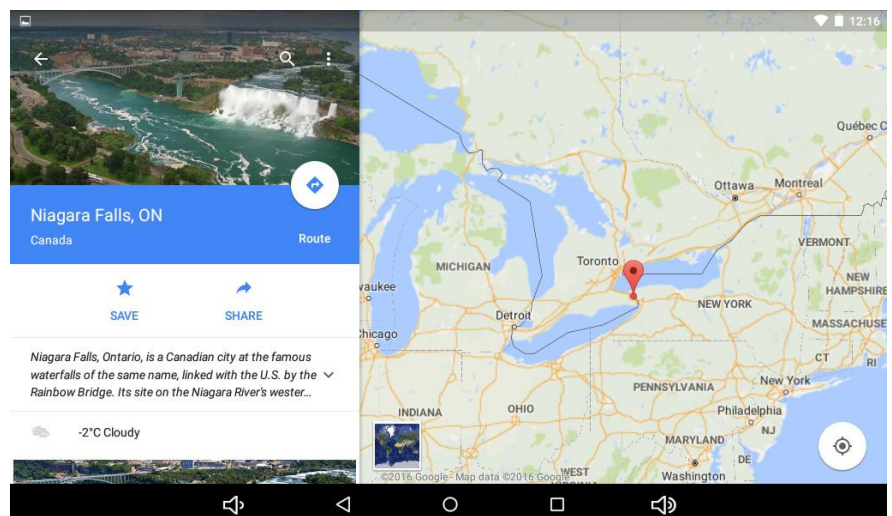 12:16
Niagara Falls, ON
Canada
Route
SAVE
SHARE
Niagara Falls, Ontario, is a Canadian city at the famous
waterfalls of the same name, linked with the U.S. by the
Rainbow Bridge. Its site on the Niagara River's wester...
-2°C Cloudy
Québec C
Ottawa
Montreal
VERMONT
Toronto
MICHIGAN
NEW
HAMPSHIRE
waukee
NEW YORK
Detroit
MASSACHUSE
Chicago
CT
RI
PENNSYLVANIA
New York
OHIO
INDIANA
Philadelphia
NJ
MARYLAND
DE
WEST
Washington
©2016 Google - Map data ©2016 Google